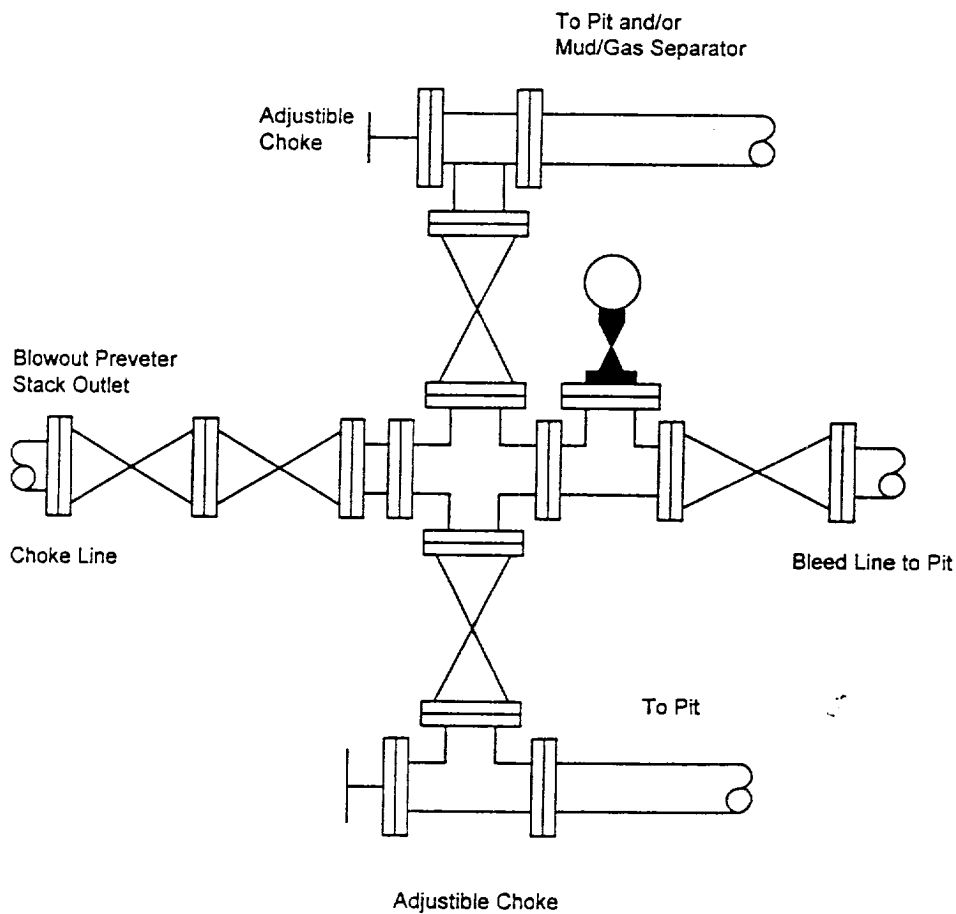 To Pit and/or
Mud/Gas Separator
Adjustible
Choke
Blowout Preveter
Stack Outlet
Choke Line
Bleed Line to Pit
To Pit
Adjustible Choke